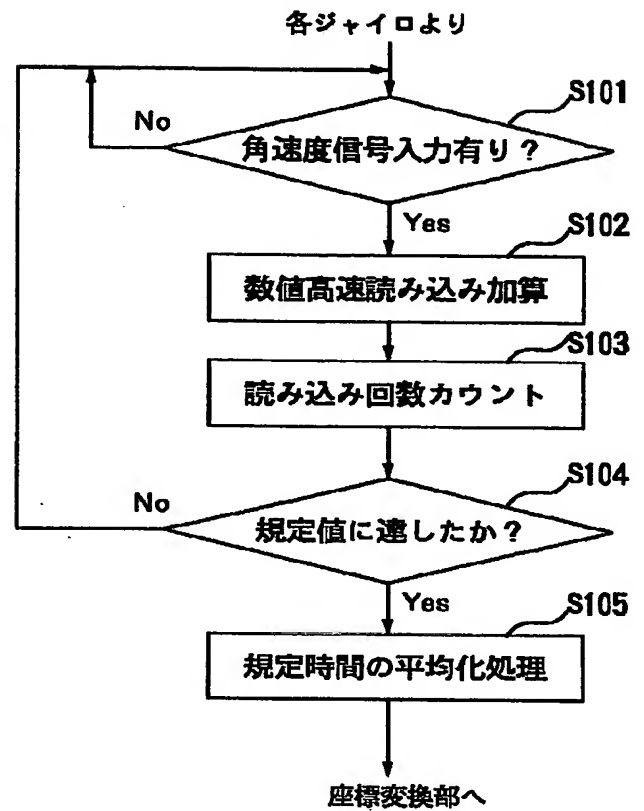 各ジャイロより
S101
No
角速度信号入力有り？
Yes
S102
数値高速読み込み加算
S103
読み込み回数カウント
S104
No
規定値に達したか？
Yes
S105
規定時間の平均化処理
座標変換部へ